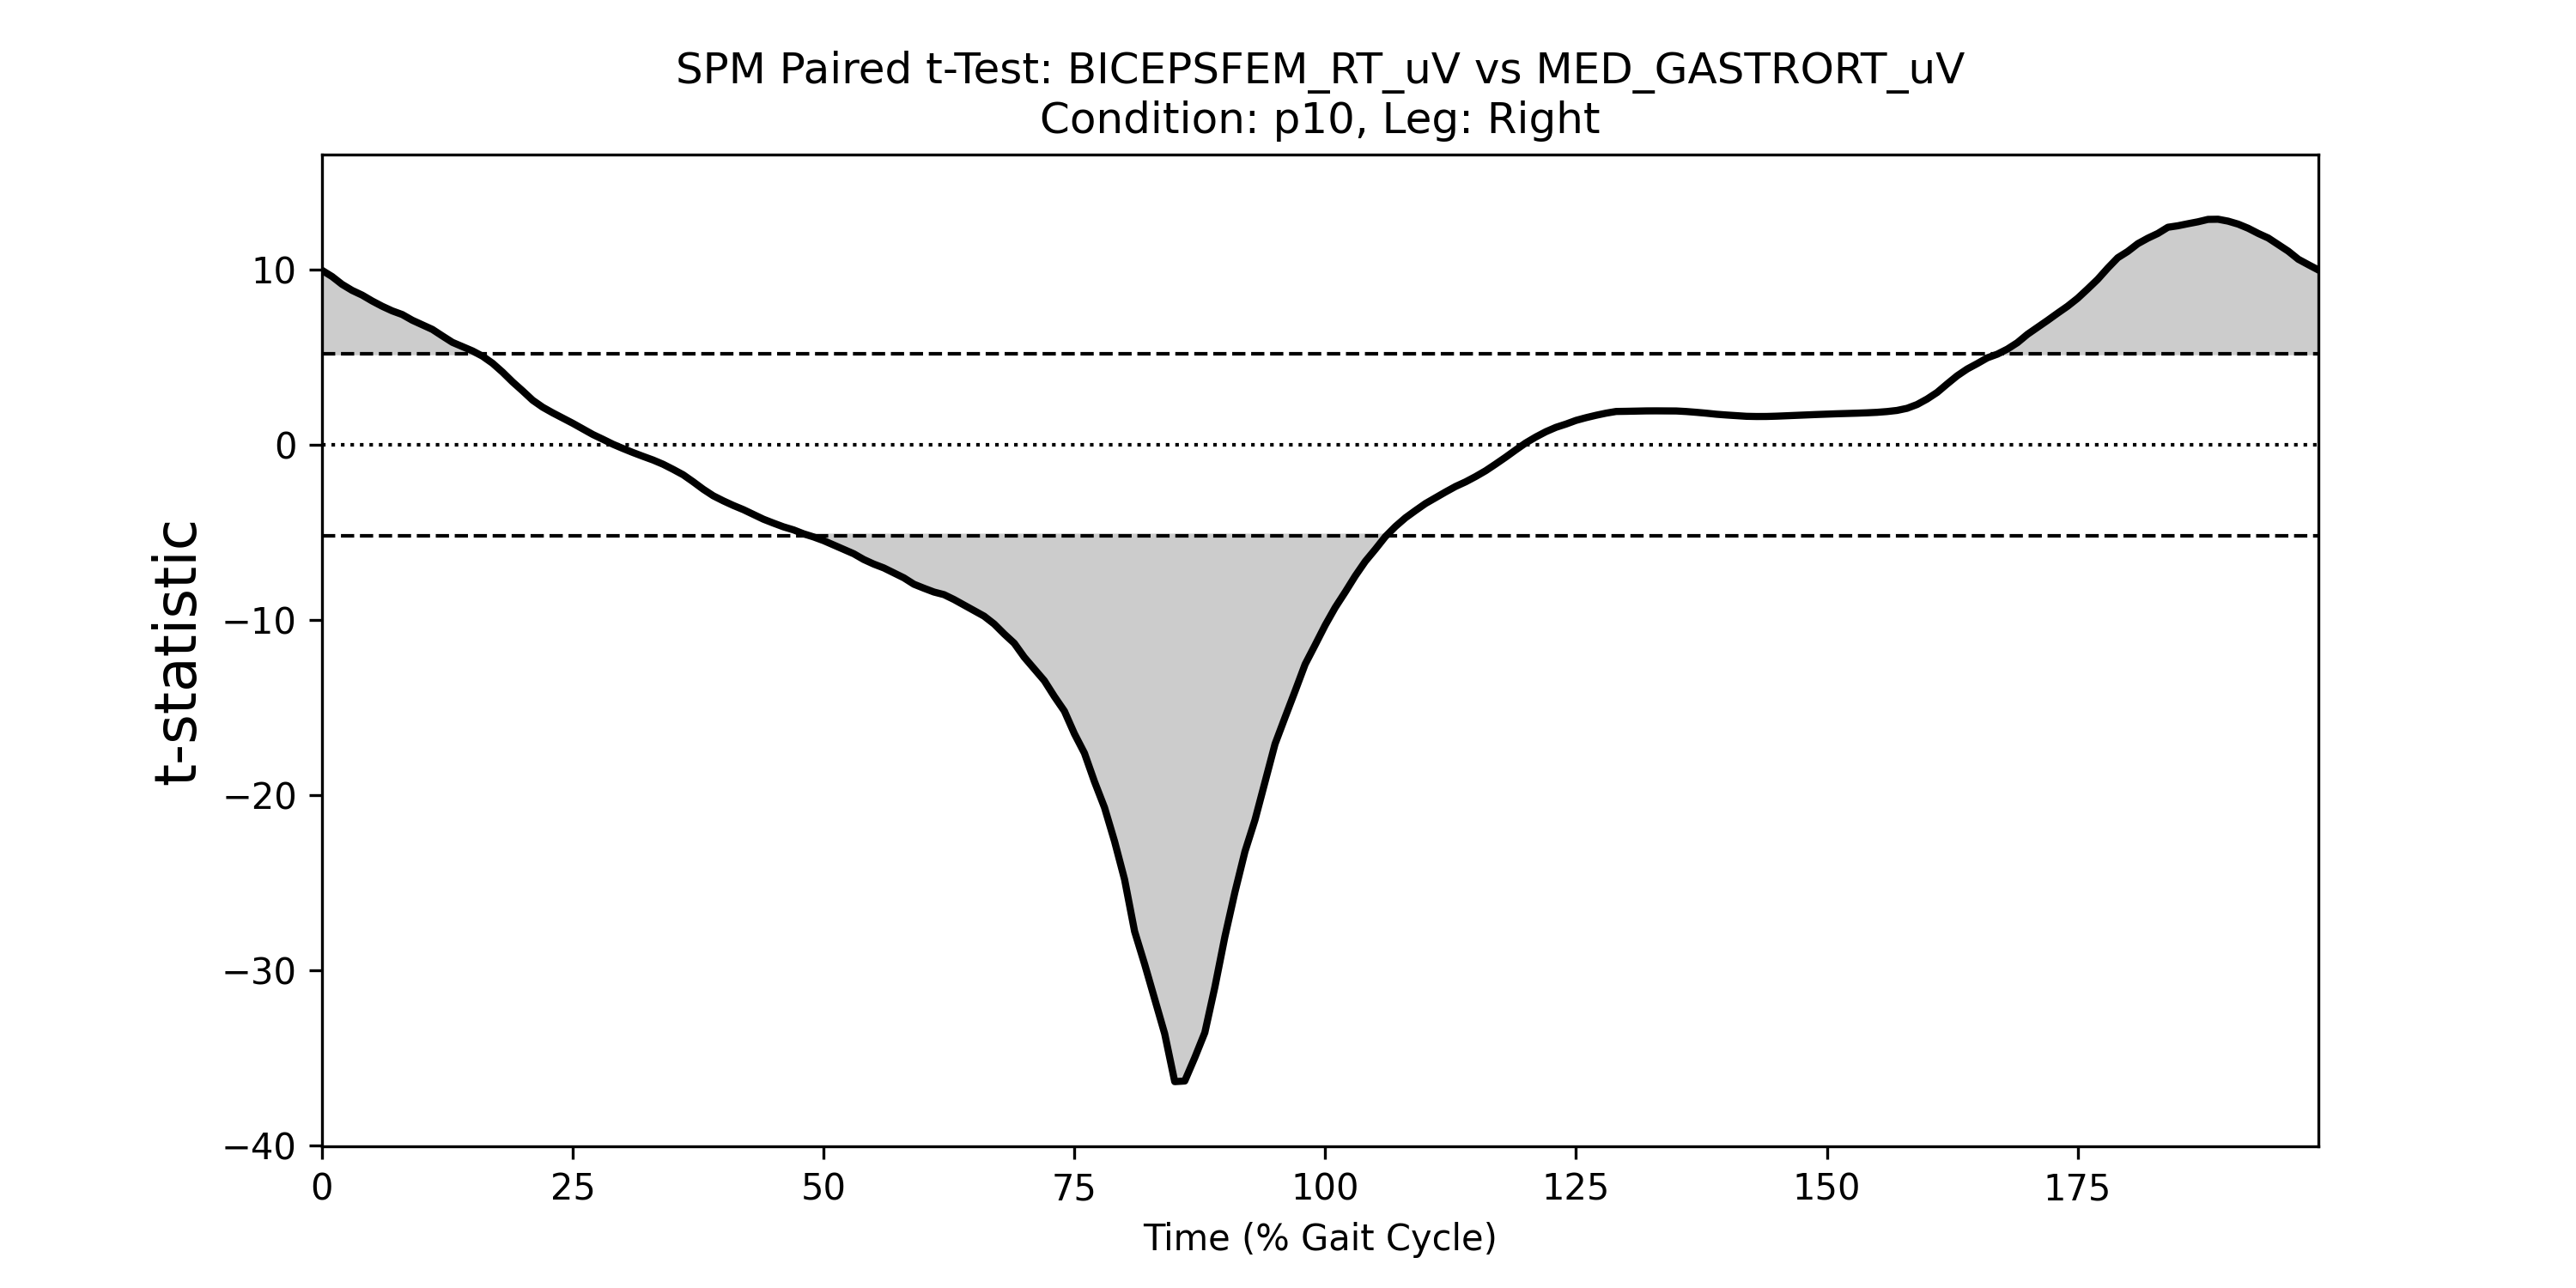 SPM Paired t-Test: BICEPSFEM_RT_uV vs MED_GASTRORT_uV
Condition: p10, Leg: Right
t-statistic
10
0
−10
−20
−30
−40
0 25 50 75 100 125 150 175
Time (% Gait Cycle)